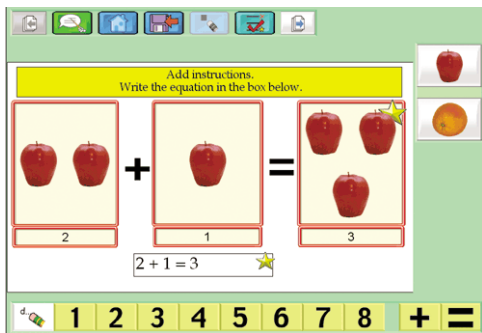 Add instructions.
Write the equation in the box below.
+
=
2
1
3
2 + 1 = 3
d. 1 2 3 4 5 6 7 8 + =